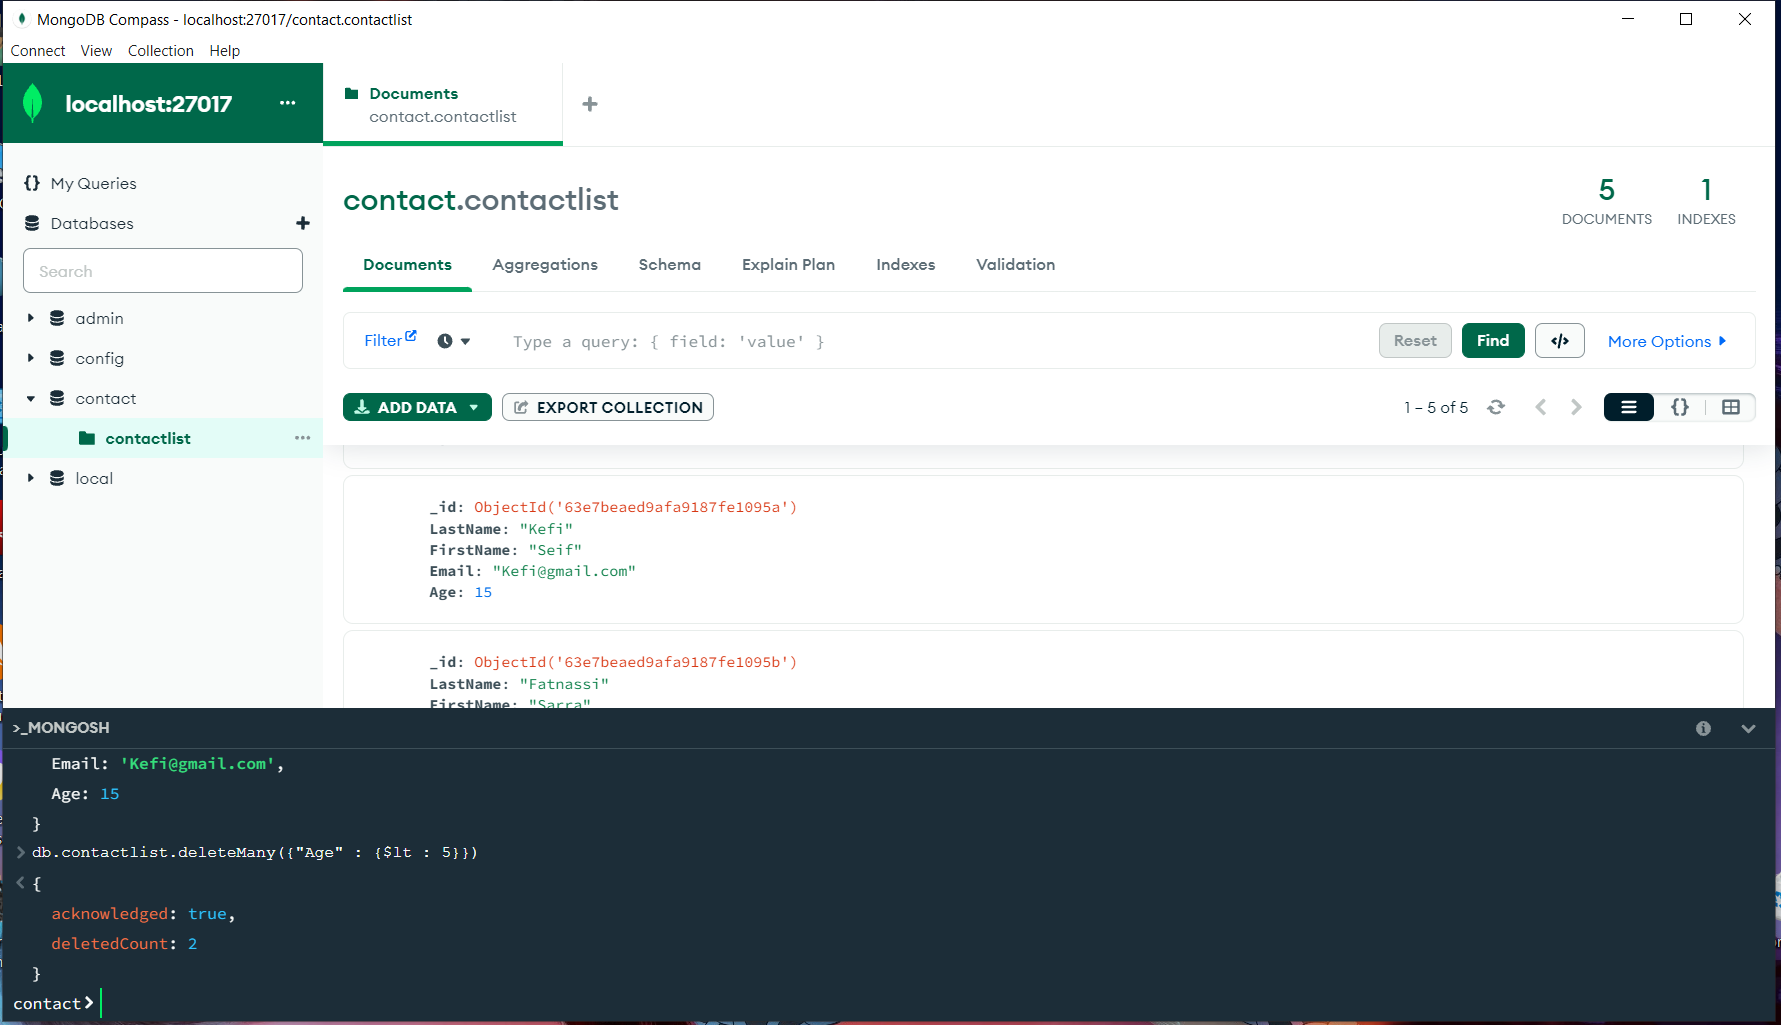 MongoDB Compass - localhost:27017/contact.contactlist
Connect View Collection Help
localhost:27017 ...
Documents
contact.contactlist
+
{} My Queries
Databases +
Search
admin
config
contact
contactlist ...
local
contact.contactlist
5
DOCUMENTS
1
INDEXES
Documents Aggregations Schema Explain Plan Indexes Validation
Filter Type a query: { field: 'value' } Reset Find </> More Options
ADD DATA EXPORT COLLECTION 1 – 5 of 5 {}
_id: ObjectId('63e7beaed9afa9187fe1095a')
LastName: "Kefi"
FirstName: "Seif"
Email: "Kefi@gmail.com"
Age: 15
_id: ObjectId('63e7beaed9afa9187fe1095b')
LastName: "Fatnassi"
FirstName: "Sarra"
>_MONGOSH
Email: 'Kefi@gmail.com',
Age: 15
}
> db.contactlist.deleteMany({"Age" : {$lt : 5}})
< {
acknowledged: true,
deletedCount: 2
}
contact>